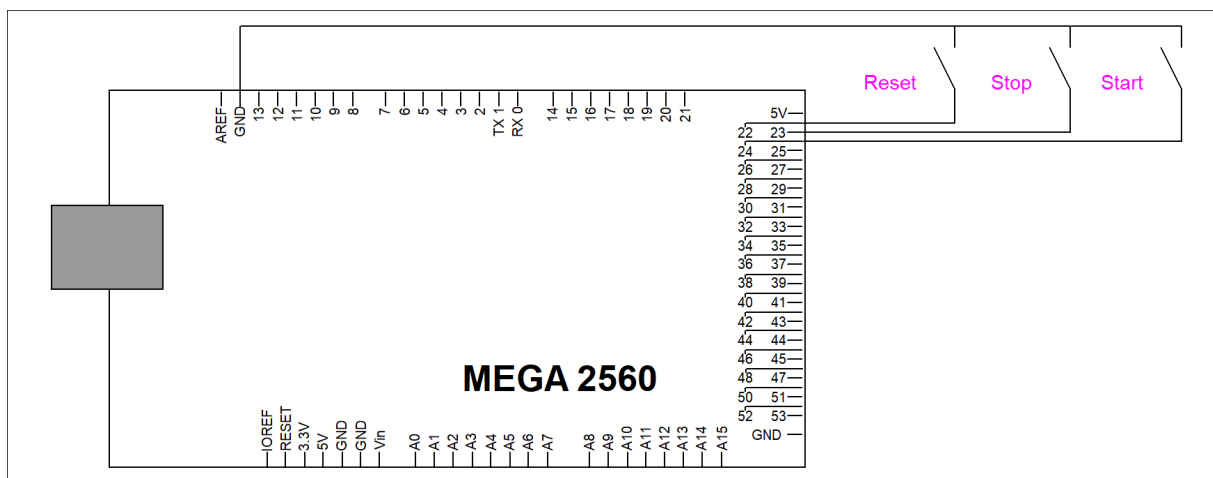 Reset Stop Start
AREF GND 13 12 11 10 9 8 7 6 5 4 3 2 TX 1 RX 0 14 15 16 17 18 19 20 21
5V
22 23
24 25
26 27
28 29
30 31
32 33
34 35
36 37
38 39
40 41
42 43
44 44
46 45
48 47
50 51
52 53
GND
MEGA 2560
IOREF RESET 3.3V 5V GND GND Vin A0 A1 A2 A3 A4 A5 A6 A7 A8 A9 A10 A11 A12 A13 A14 A15